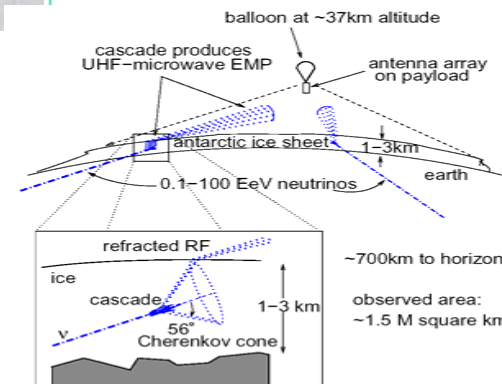 balloon at ~37km altitude
cascade produces
UHF−microwave EMP
antenna array
on payload
antarctic ice sheet
1−3km
earth
0.1−100 EeV neutrinos
refracted RF
ice
cascade
1−3 km
56°
ν
Cherenkov cone
~700km to horizon
observed area:
~1.5 M square km